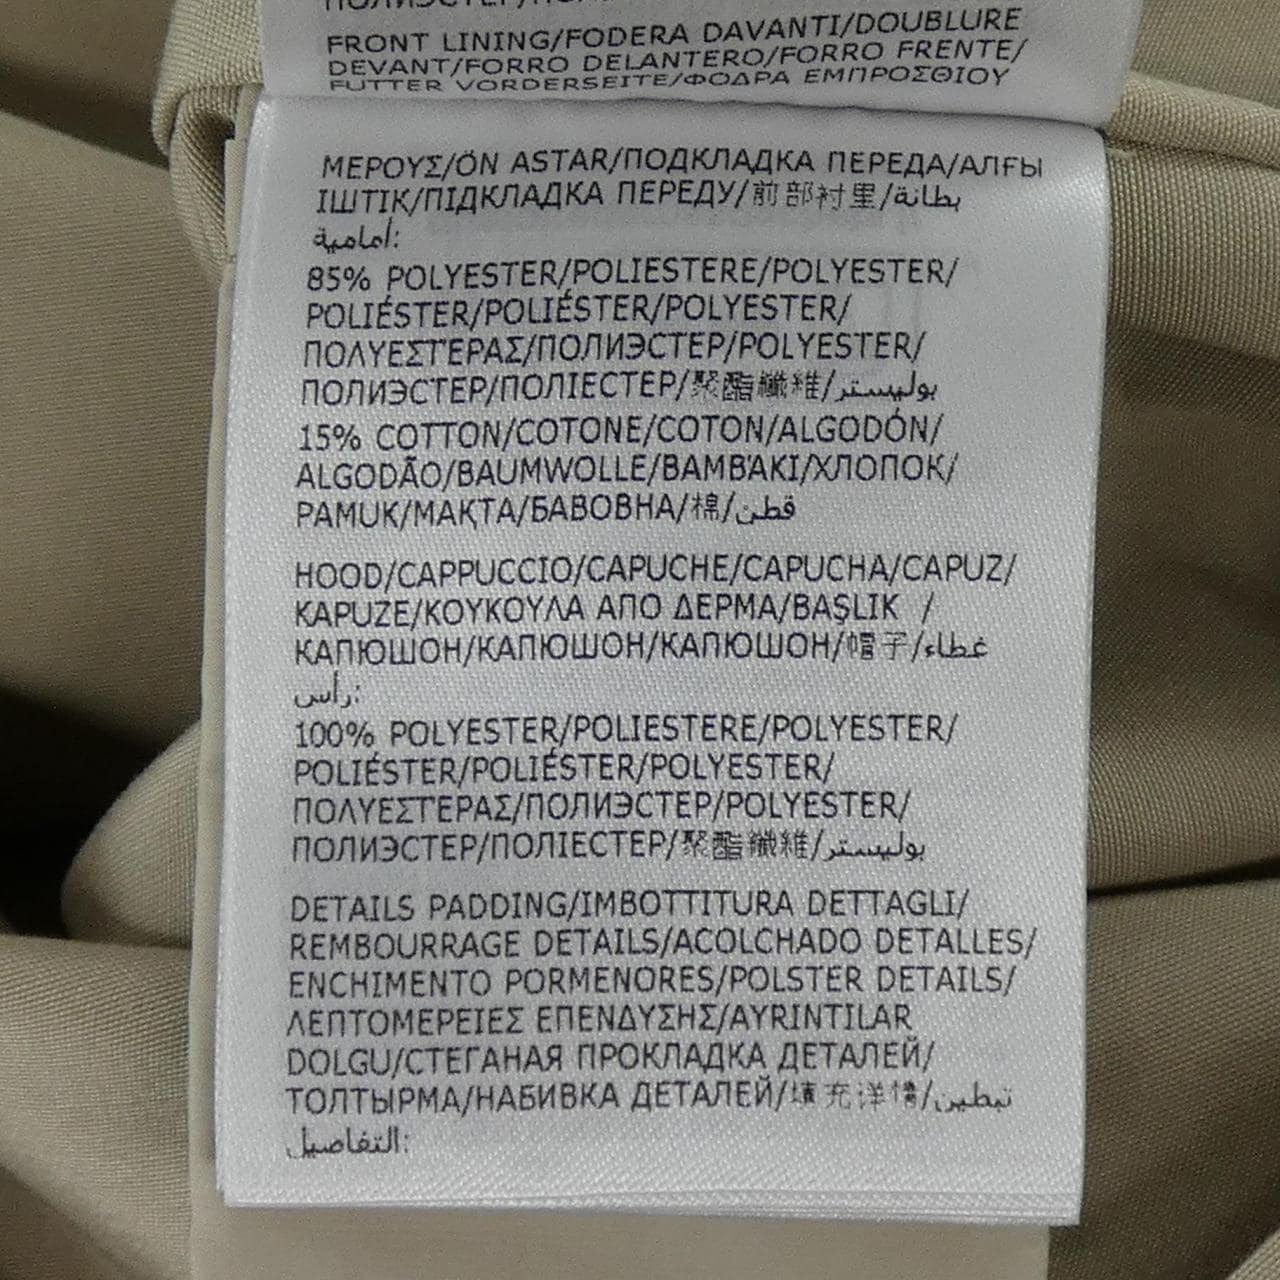 FRONT LINING/FODERA DAVANTI/DOUBLURE
DEVANT/FORRO DELANTERO/FORRO FRENTE/
FUTTER VORDERSEITE/ΦΟΔΡΑ ΕΜΠΡΟΣΘΙΟΥ
ΜΕΡΟΥΣ/ÖN ASTAR/ПОДКЛАДКА ПЕРЕДА/АЛҒЫ
ІШТІК/ПІДКЛАДКА ПЕРЕДУ/前部衬里/بطانة
أمامية:
85% POLYESTER/POLIESTERE/POLYESTER/
POLIÉSTER/POLIÉSTER/POLYESTER/
ΠΟΛΥΕΣΤΕΡΑΣ/ПОЛИЭСТЕР/POLYESTER/
ПОЛИЭСТЕР/ПОЛІЕСТЕР/聚酯纖維/بوليستر
15% COTTON/COTONE/COTON/ALGODÓN/
ALGODÃO/BAUMWOLLE/ΒΑΜΒΆΚΙ/ХЛОПОК/
PAMUK/МАҚТА/БАВОВНА/棉/قطن
HOOD/CAPPUCCIO/CAPUCHE/CAPUCHA/CAPUZ/
KAPUZE/ΚΟΥΚΟΥΛΑ ΑΠΟ ΔΕΡΜΑ/BAŞLIK /
КАПЮШОН/КАПЮШОН/КАПЮШОН/帽子/غطاء
رأس:
100% POLYESTER/POLIESTERE/POLYESTER/
POLIÉSTER/POLIÉSTER/POLYESTER/
ΠΟΛΥΕΣΤΕΡΑΣ/ПОЛИЭСТЕР/POLYESTER/
ПОЛИЭСТЕР/ПОЛІЕСТЕР/聚酯纖維/بوليستر
DETAILS PADDING/IMBOTTITURA DETTAGLI/
REMBOURRAGE DETAILS/ACOLCHADO DETALLES/
ENCHIMENTO PORMENORES/POLSTER DETAILS/
ΛΕΠΤΟΜΕΡΕΙΕΣ ΕΠΕΝΔΥΣΗΣ/AYRINTILAR
DOLGU/СТЕГАНАЯ ПРОКЛАДКА ДЕТАЛЕЙ/
ТОЛТЫРМА/НАБИВКА ДЕТАЛЕЙ/填充洋情/تبطين
التفاصيل: